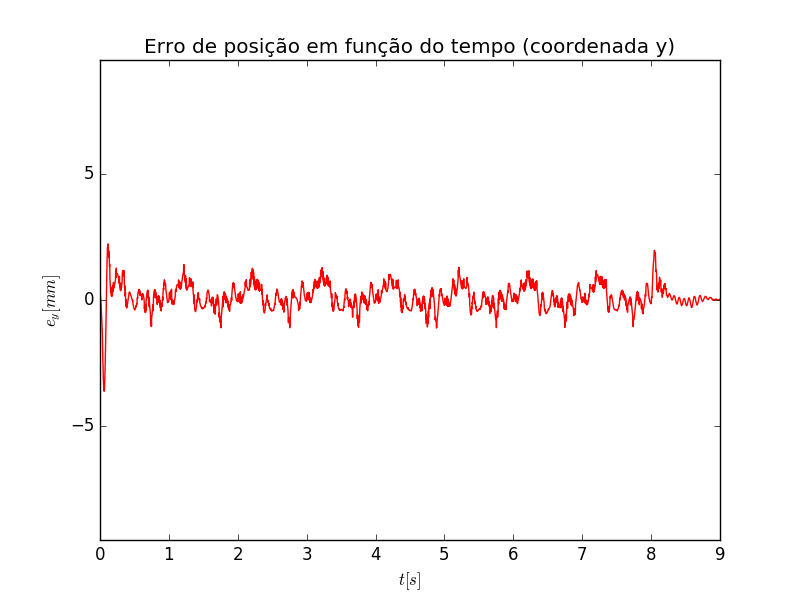 Erro de posição em função do tempo (coordenada y)
5
0
−5
e_y[mm]
0 1 2 3 4 5 6 7 8 9
t[s]